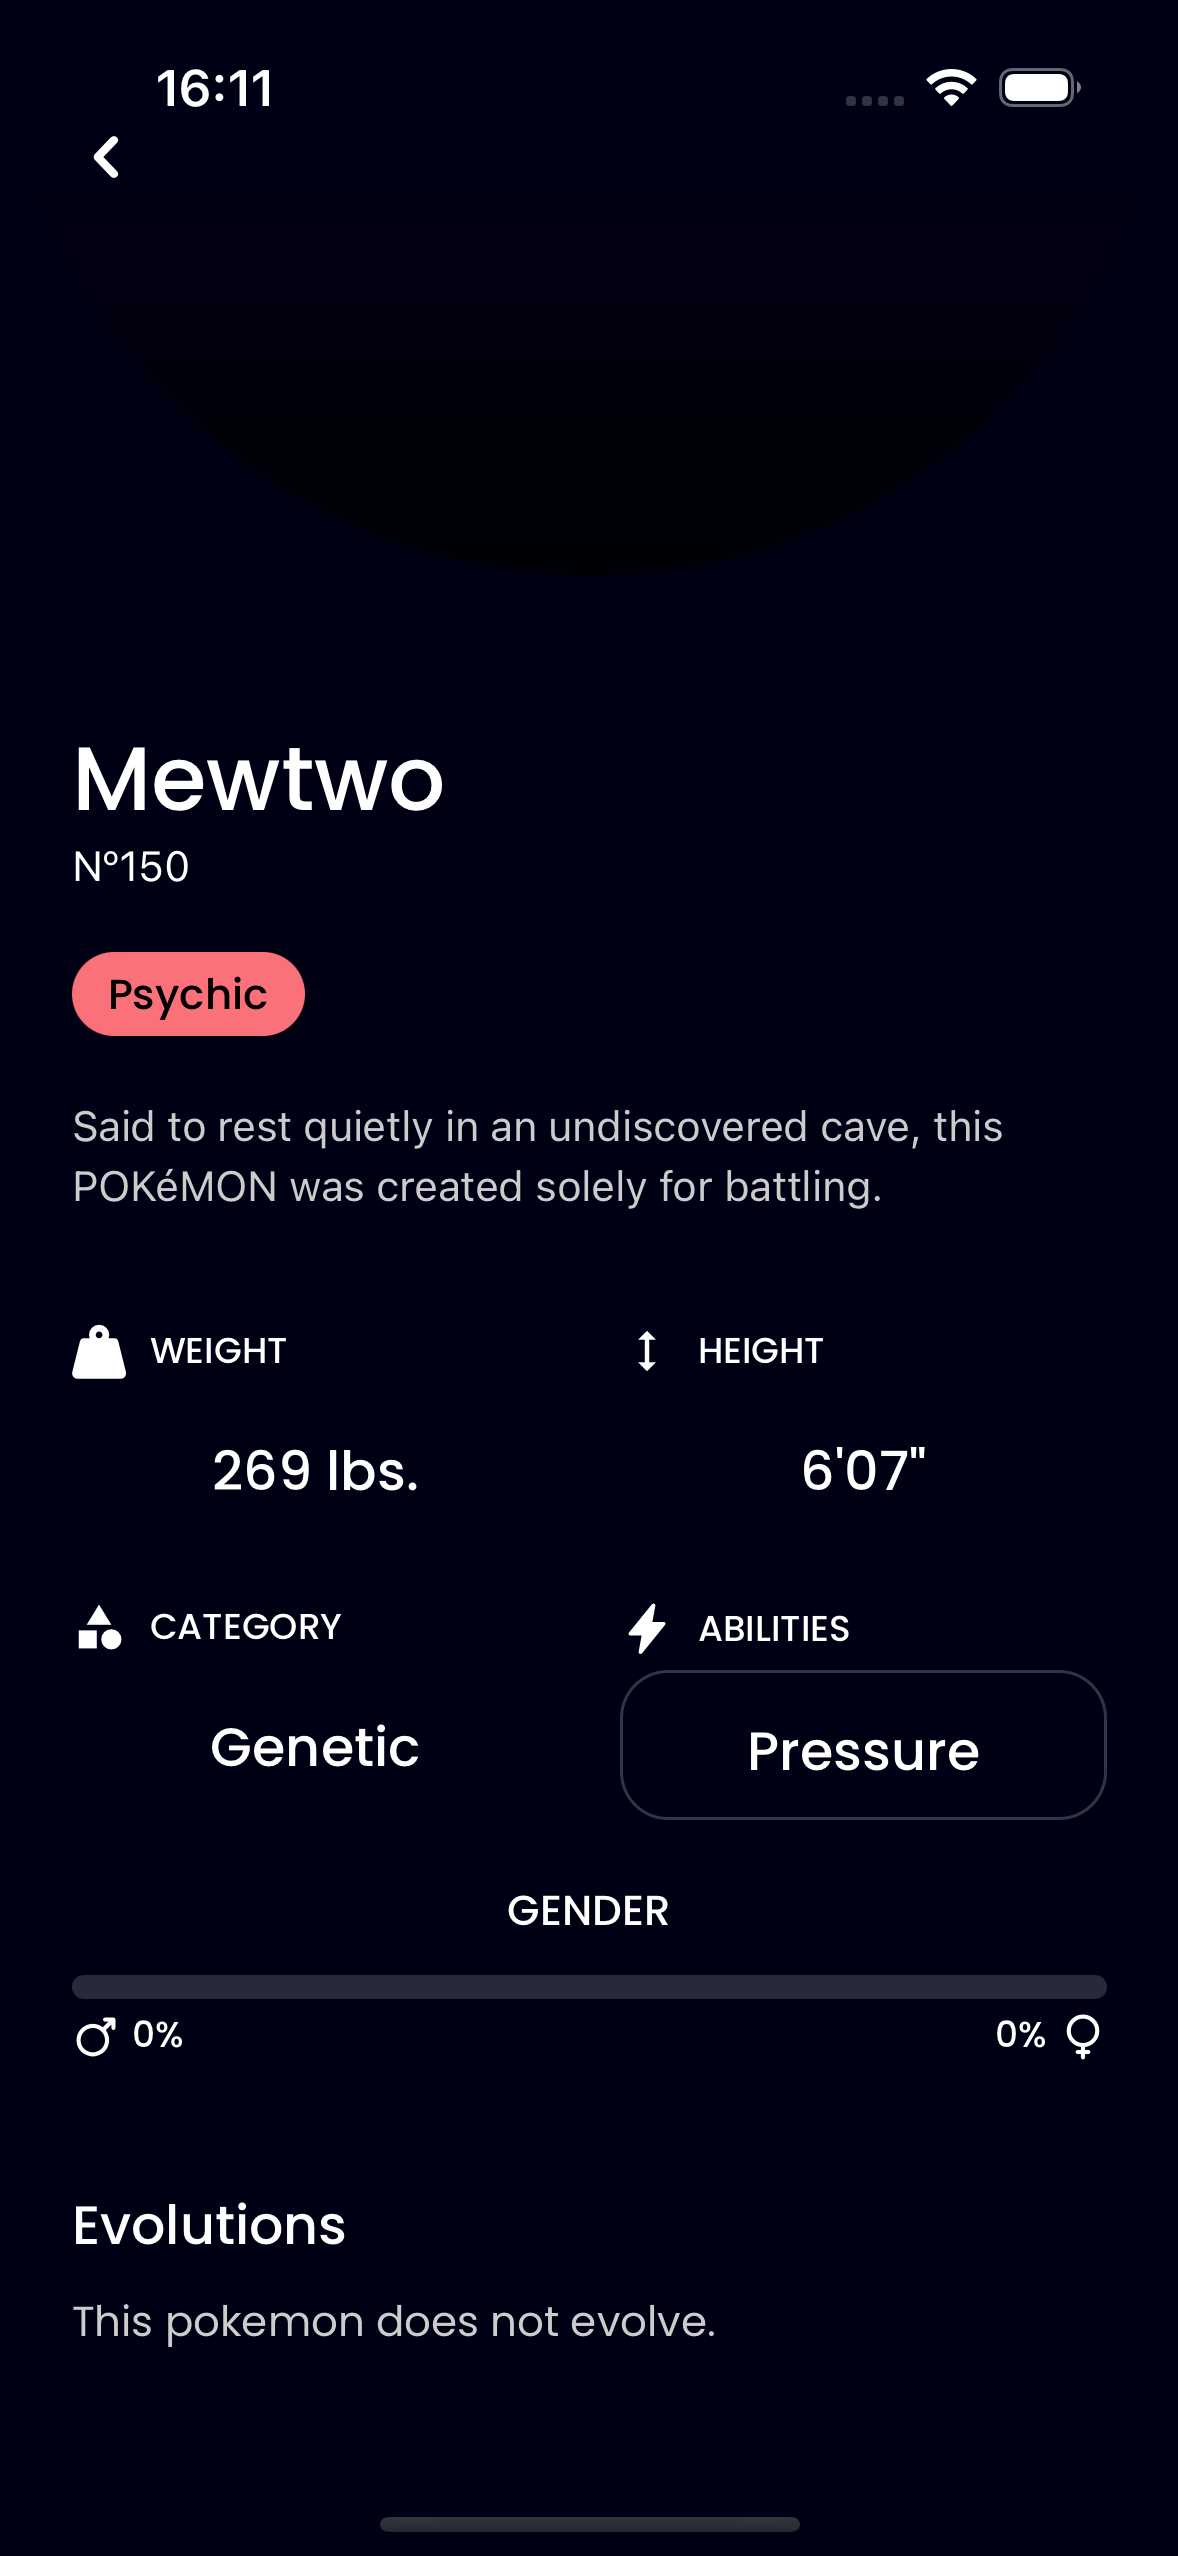 16:11
Mewtwo
Nº150
Psychic
Said to rest quietly in an undiscovered cave, this
POKéMON was created solely for battling.
WEIGHT
HEIGHT
269 lbs.
6'07"
CATEGORY
ABILITIES
Genetic
Pressure
GENDER
0%
0%
Evolutions
This pokemon does not evolve.